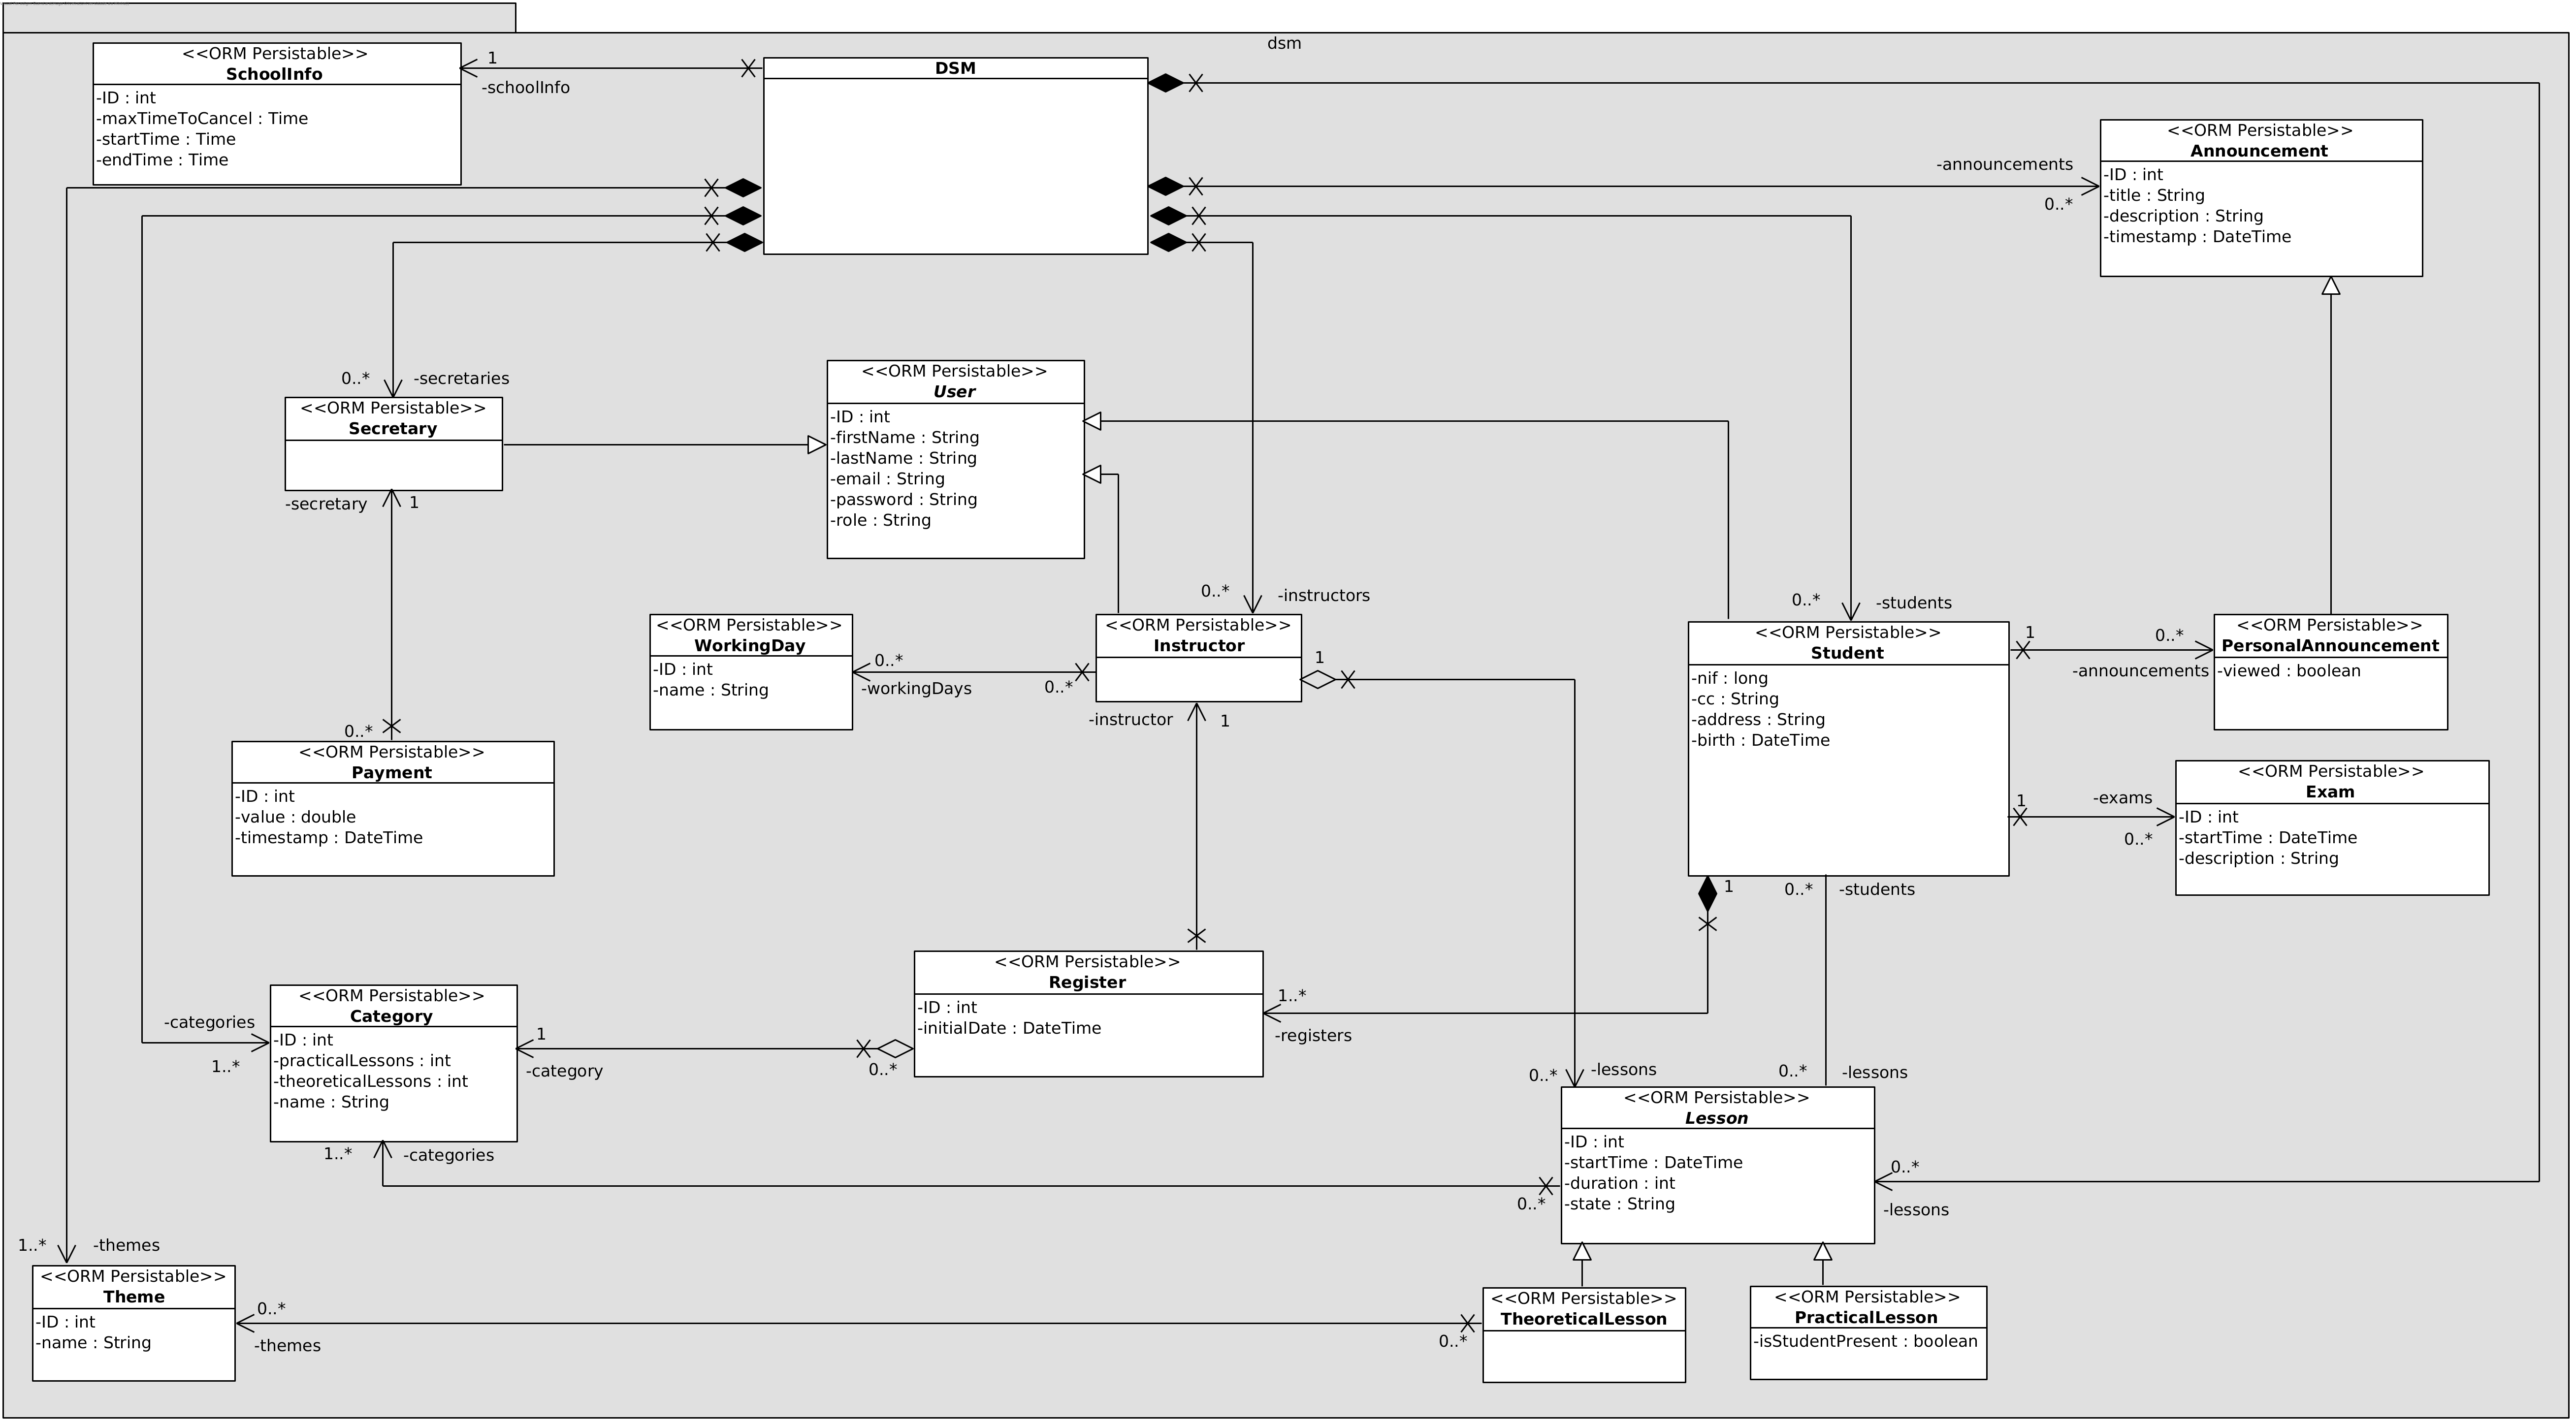 dsm
<<ORM Persistable>>
SchoolInfo
-ID : int
-maxTimeToCancel : Time
-startTime : Time
-endTime : Time
1
-schoolInfo
DSM
<<ORM Persistable>>
Announcement
-ID : int
-title : String
-description : String
-timestamp : DateTime
-announcements
0..*
0..*
-secretaries
<<ORM Persistable>>
Secretary
-secretary
1
<<ORM Persistable>>
User
-ID : int
-firstName : String
-lastName : String
-email : String
-password : String
-role : String
0..*
-instructors
0..*
-students
<<ORM Persistable>>
WorkingDay
-ID : int
-name : String
0..*
-workingDays
0..*
<<ORM Persistable>>
Instructor
1
-instructor
1
<<ORM Persistable>>
Student
-nif : long
-cc : String
-address : String
-birth : DateTime
1
0..*
-announcements
<<ORM Persistable>>
PersonalAnnouncement
-viewed : boolean
0..*
<<ORM Persistable>>
Payment
-ID : int
-value : double
-timestamp : DateTime
1
-exams
0..*
<<ORM Persistable>>
Exam
-ID : int
-startTime : DateTime
-description : String
1
0..*
-students
<<ORM Persistable>>
Register
-ID : int
-initialDate : DateTime
1..*
-registers
-categories
1..*
<<ORM Persistable>>
Category
-ID : int
-practicalLessons : int
-theoreticalLessons : int
-name : String
1
-category
0..*
1..*
-categories
0..*
-lessons
0..*
-lessons
<<ORM Persistable>>
Lesson
-ID : int
-startTime : DateTime
-duration : int
-state : String
0..*
0..*
-lessons
1..*
-themes
<<ORM Persistable>>
Theme
-ID : int
-name : String
0..*
-themes
0..*
<<ORM Persistable>>
TheoreticalLesson
<<ORM Persistable>>
PracticalLesson
-isStudentPresent : boolean